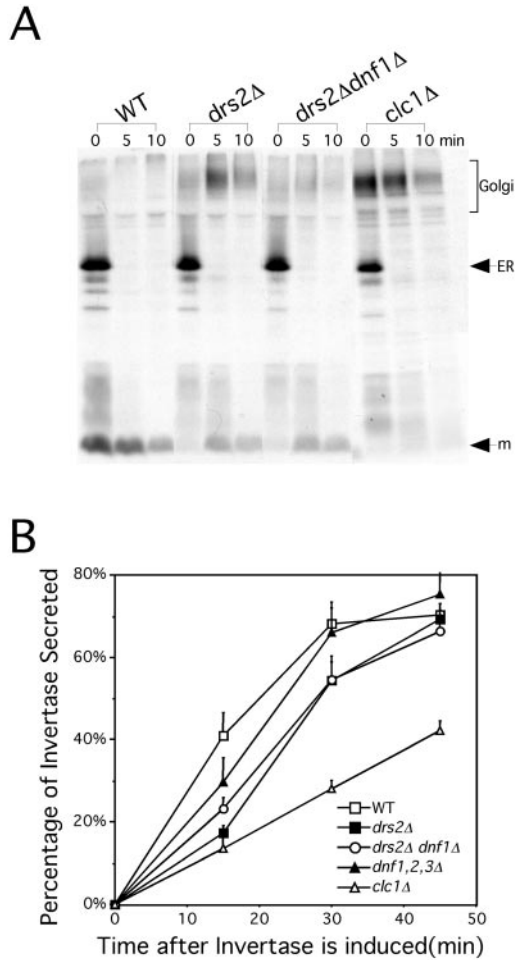 A
WT
drs2Δ
drs2Δdnf1Δ
clc1Δ
0 5 10 0 5 10 0 5 10 0 5 10 min
Golgi
ER
m
B
Percentage of Invertase Secreted
80%
60%
40%
20%
0%
WT
drs2Δ
drs2Δ dnf1Δ
dnf1,2,3Δ
clc1Δ
0 10 20 30 40 50
Time after Invertase is induced(min)